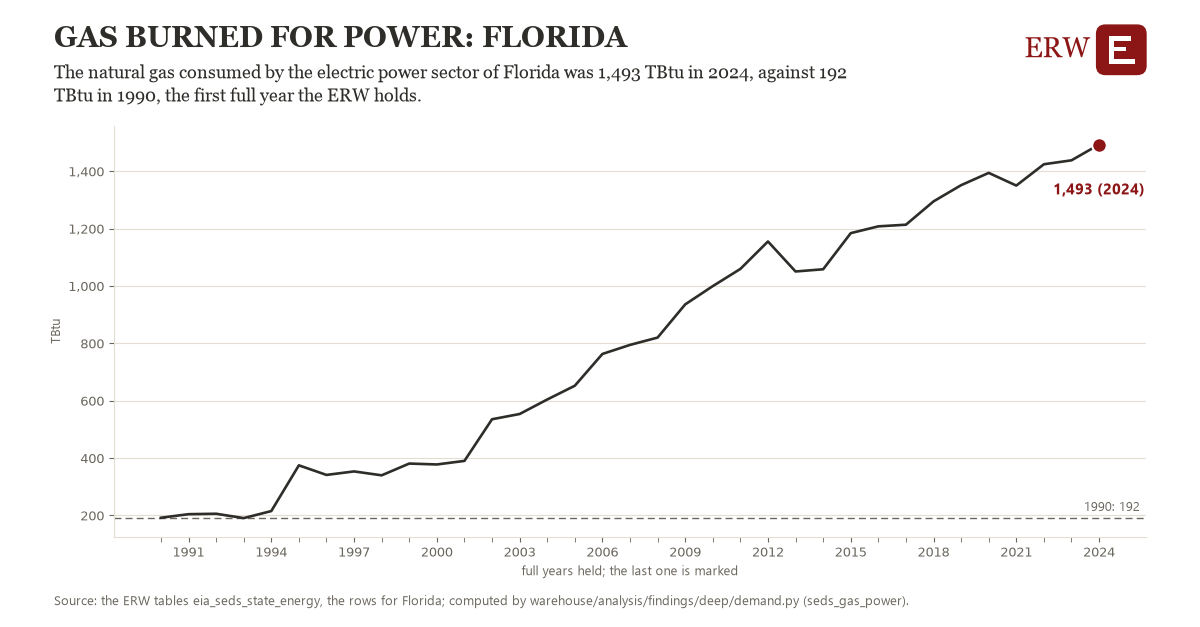 GAS BURNED FOR POWER: FLORIDA
The natural gas consumed by the electric power sector of Florida was 1,493 TBtu in 2024, against 192
TBtu in 1990, the first full year the ERW holds.
ERW E
1,400
1,200
1,000
800
600
400
200
TBtu
1,493 (2024)
1990: 192
1991 1994 1997 2000 2003 2006 2009 2012 2015 2018 2021 2024
full years held; the last one is marked
Source: the ERW tables eia_seds_state_energy, the rows for Florida; computed by warehouse/analysis/findings/deep/demand.py (seds_gas_power).